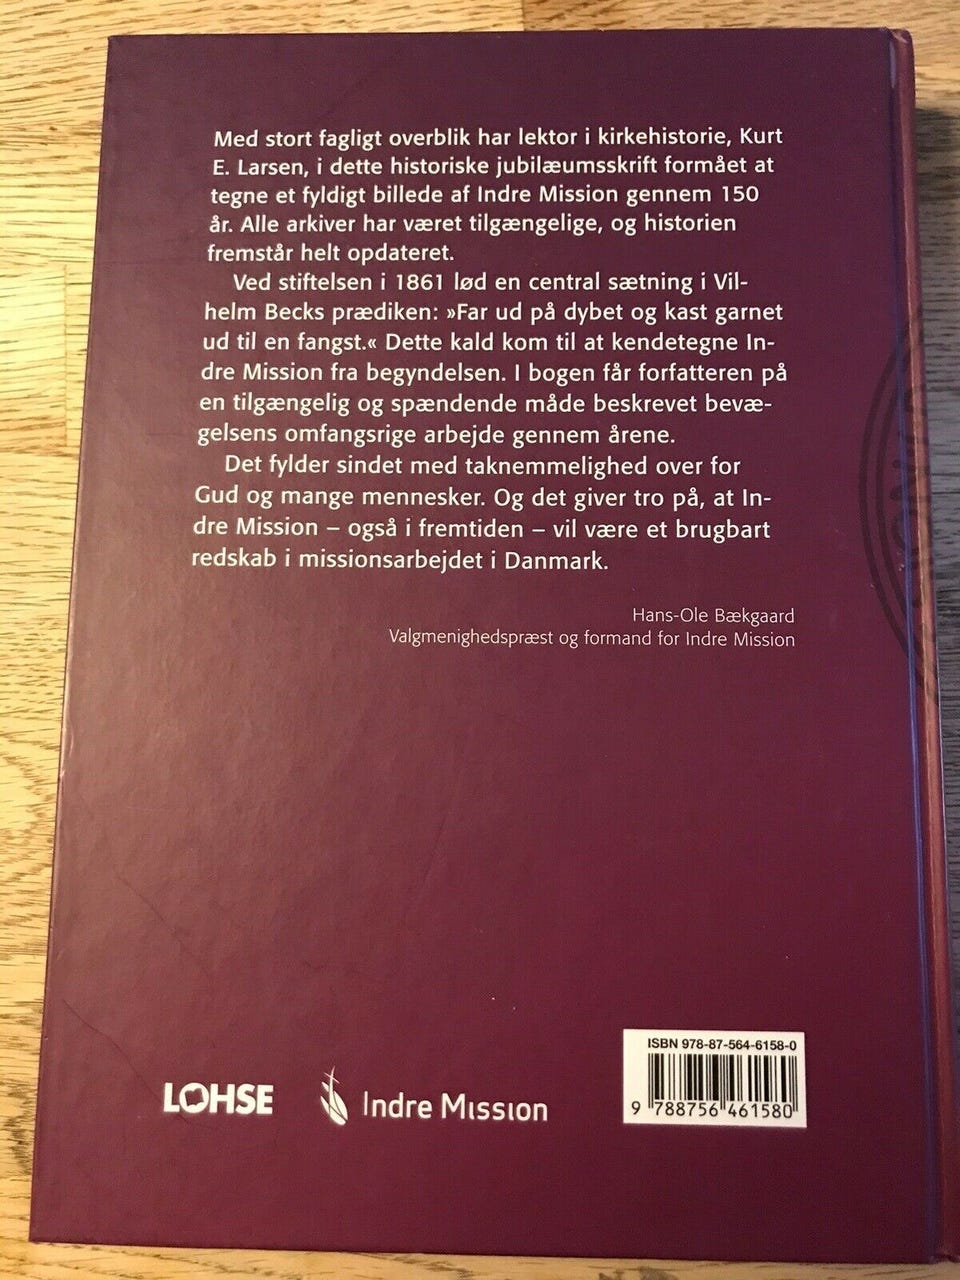 Med stort fagligt overblik har lektor i kirkehistorie, Kurt
E. Larsen, i dette historiske jubilæumsskrift formået at
tegne et fyldigt billede af Indre Mission gennem 150
år. Alle arkiver har været tilgængelige, og historien
fremstår helt opdateret.
Ved stiftelsen i 1861 lød en central sætning i Vil-
helm Becks prædiken: »Far ud på dybet og kast garnet
ud til en fangst.« Dette kald kom til at kendetegne In-
dre Mission fra begyndelsen. I bogen får forfatteren på
en tilgængelig og spændende måde beskrevet bevæ-
gelsens omfangsrige arbejde gennem årene.
Det fylder sindet med taknemmelighed over for
Gud og mange mennesker. Og det giver tro på, at In-
dre Mission – også i fremtiden – vil være et brugbart
redskab i missionsarbejdet i Danmark.
Hans-Ole Bækgaard
Valgmenighedspræst og formand for Indre Mission
ISBN 978-87-564-6158-0
9 788756 461580
LOHSE
Indre Mission